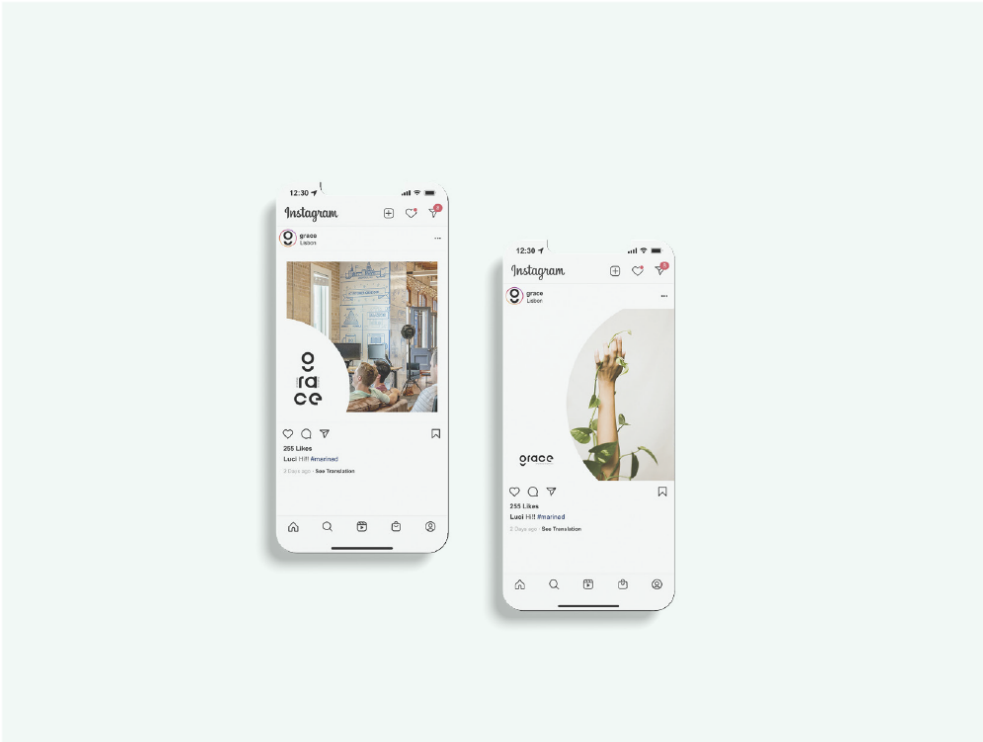 12:30
Instagram
grace
Lisbon
g
ra
ce
255 Likes
Luci Hi!! #marined
2 Days ago · See Translation
12:30
Instagram
grace
Lisbon
grace
255 Likes
Luci Hi!! #marined
2 Days ago · See Translation